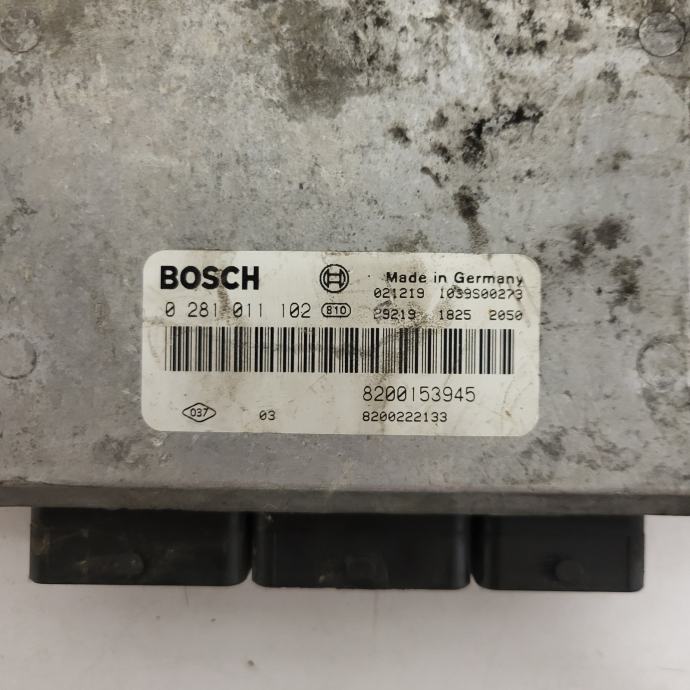 BOSCH
Made in Germany
021219 1039S00273
0 281 011 102 810
29219 1825 2050
8200153945
037 03 8200222133